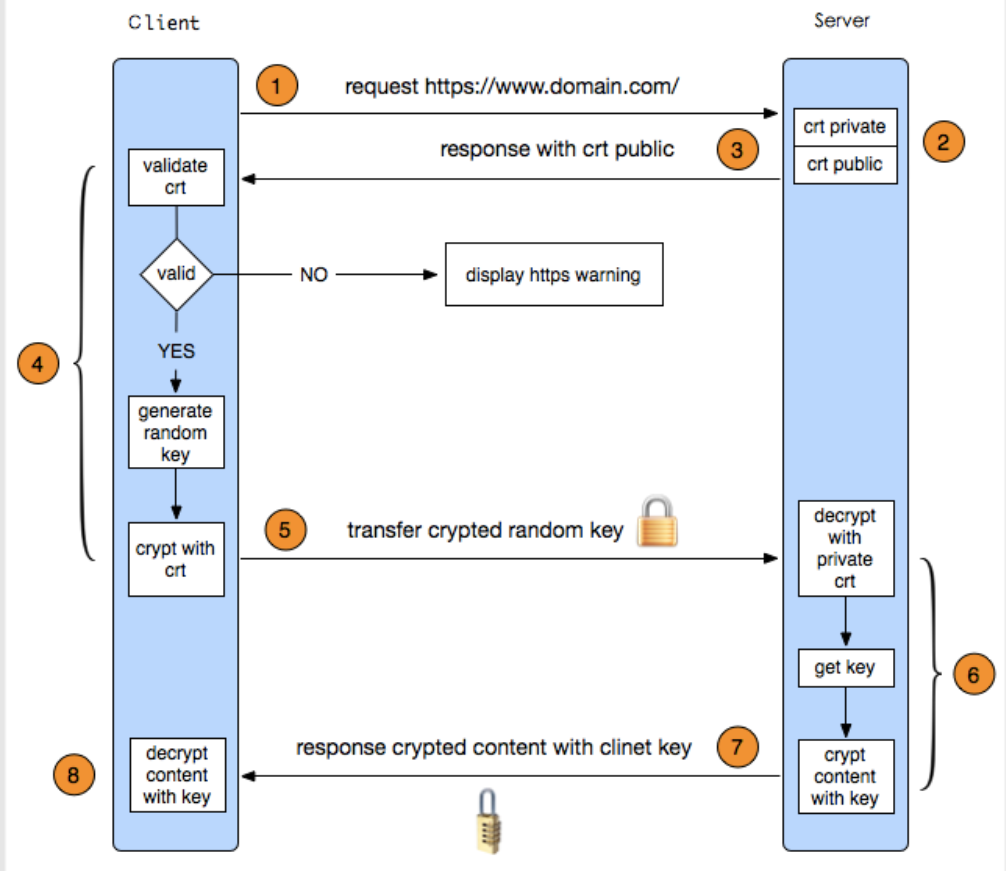 Client
Server
1
request https://www.domain.com/
crt private
2
response with crt public
3
crt public
validate
crt
valid
NO
display https warning
YES
4
generate
random
key
5
transfer crypted random key
decrypt
with
private
crt
crypt with
crt
get key
6
response crypted content with clinet key
7
8
decrypt
content
with key
crypt
content
with key